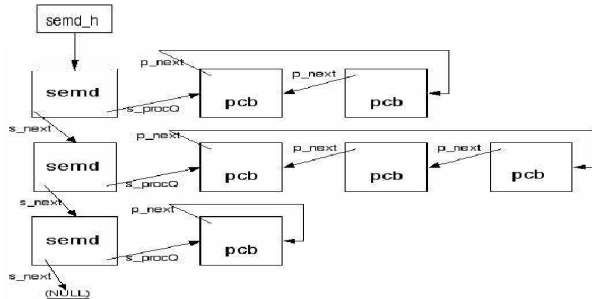 semd_h
p_next
p_next
semd
pcb
pcb
s_procQ
s_next
p_next
p_next
p_next
semd
pcb
pcb
pcb
s_procQ
s_next
p_next
semd
pcb
s_procQ
s_next
(NULL)